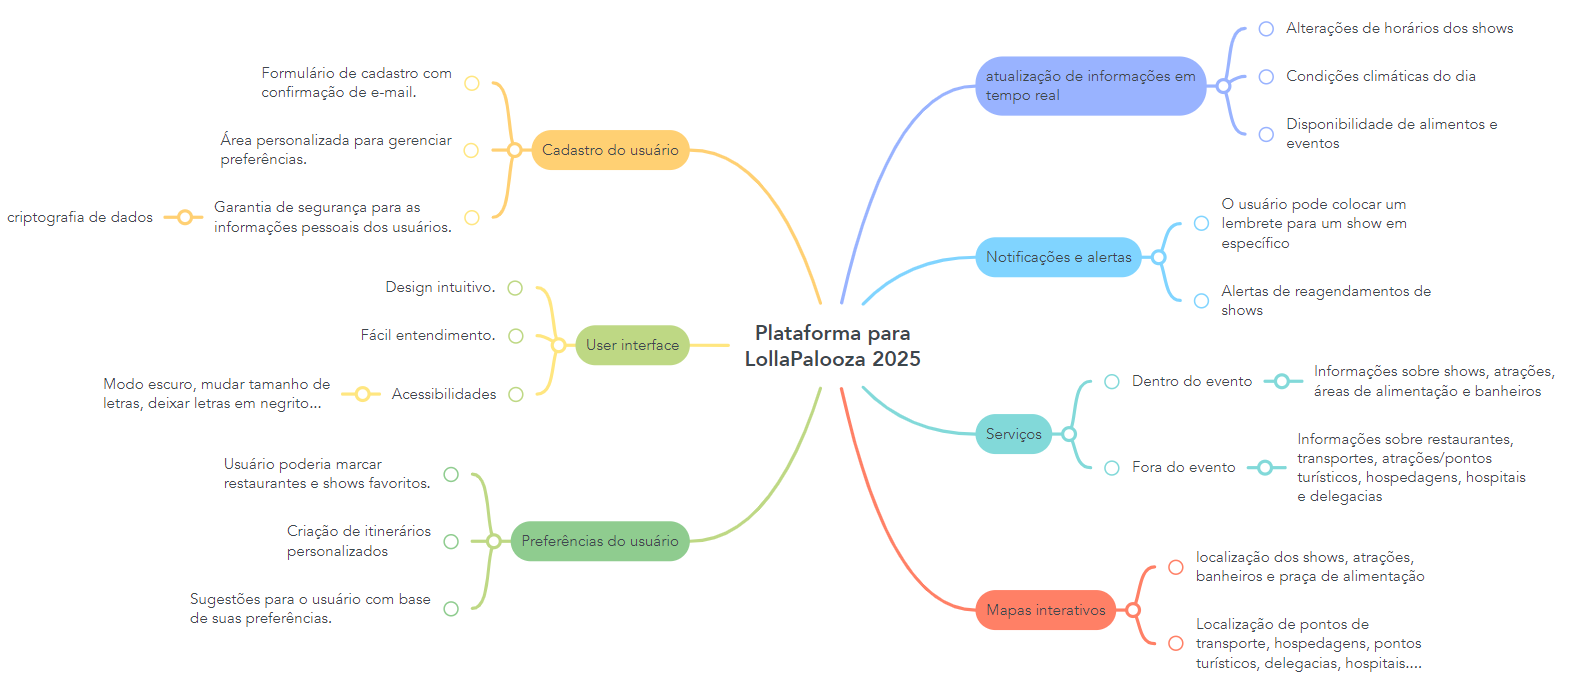 Plataforma para
LollaPalooza 2025
Cadastro do usuário
Formulário de cadastro com
confirmação de e-mail.
Área personalizada para gerenciar
preferências.
Garantia de segurança para as
informações pessoais dos usuários.
criptografia de dados
User interface
Design intuitivo.
Fácil entendimento.
Acessibilidades
Modo escuro, mudar tamanho de
letras, deixar letras em negrito...
Preferências do usuário
Usuário poderia marcar
restaurantes e shows favoritos.
Criação de itinerários
personalizados
Sugestões para o usuário com base
de suas preferências.
atualização de informações em
tempo real
Alterações de horários dos shows
Condições climáticas do dia
Disponibilidade de alimentos e
eventos
Notificações e alertas
O usuário pode colocar um
lembrete para um show em
específico
Alertas de reagendamentos de
shows
Serviços
Dentro do evento
Informações sobre shows, atrações,
áreas de alimentação e banheiros
Fora do evento
Informações sobre restaurantes,
transportes, atrações/pontos
turísticos, hospedagens, hospitais
e delegacias
Mapas interativos
localização dos shows, atrações,
banheiros e praça de alimentação
Localização de pontos de
transporte, hospedagens, pontos
turísticos, delegacias, hospitais....